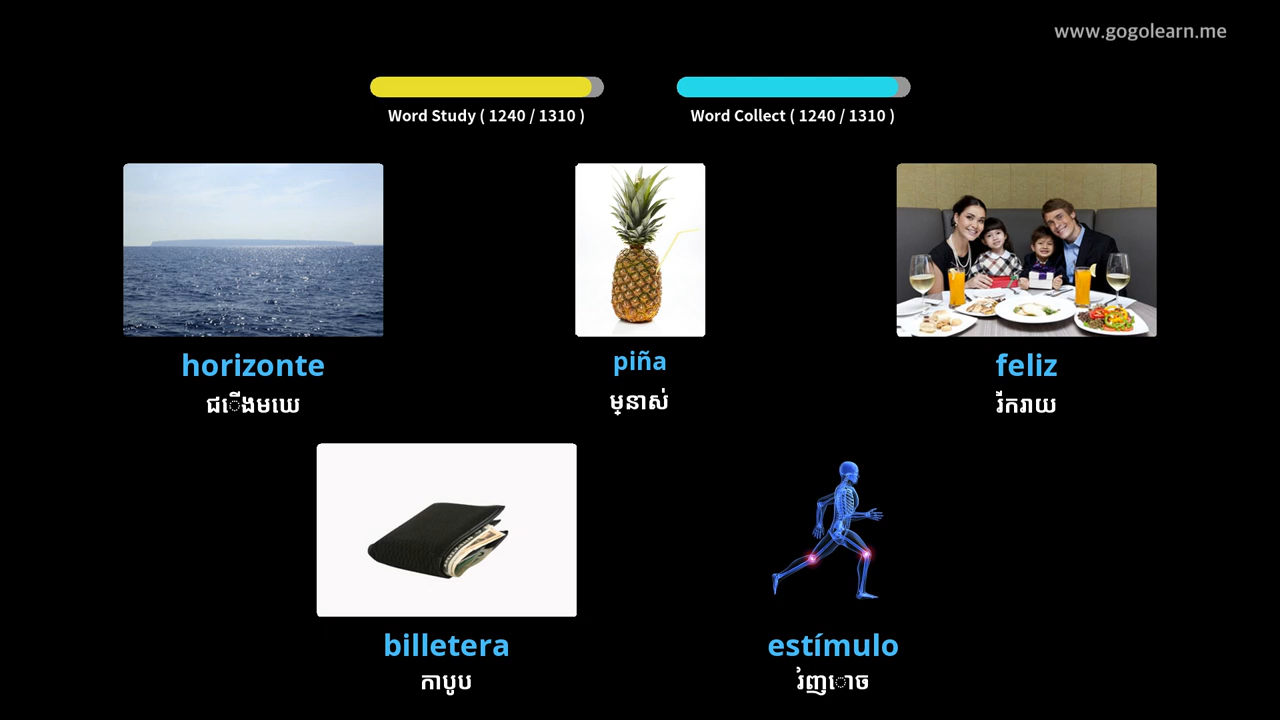 www.gogolearn.me
Word Study ( 1240 / 1310 )
Word Collect ( 1240 / 1310 )
horizonte
ជើងមេឃ
piña
ម្នាស់
feliz
រីករាយ
billetera
កាបូប
estímulo
រំញោច